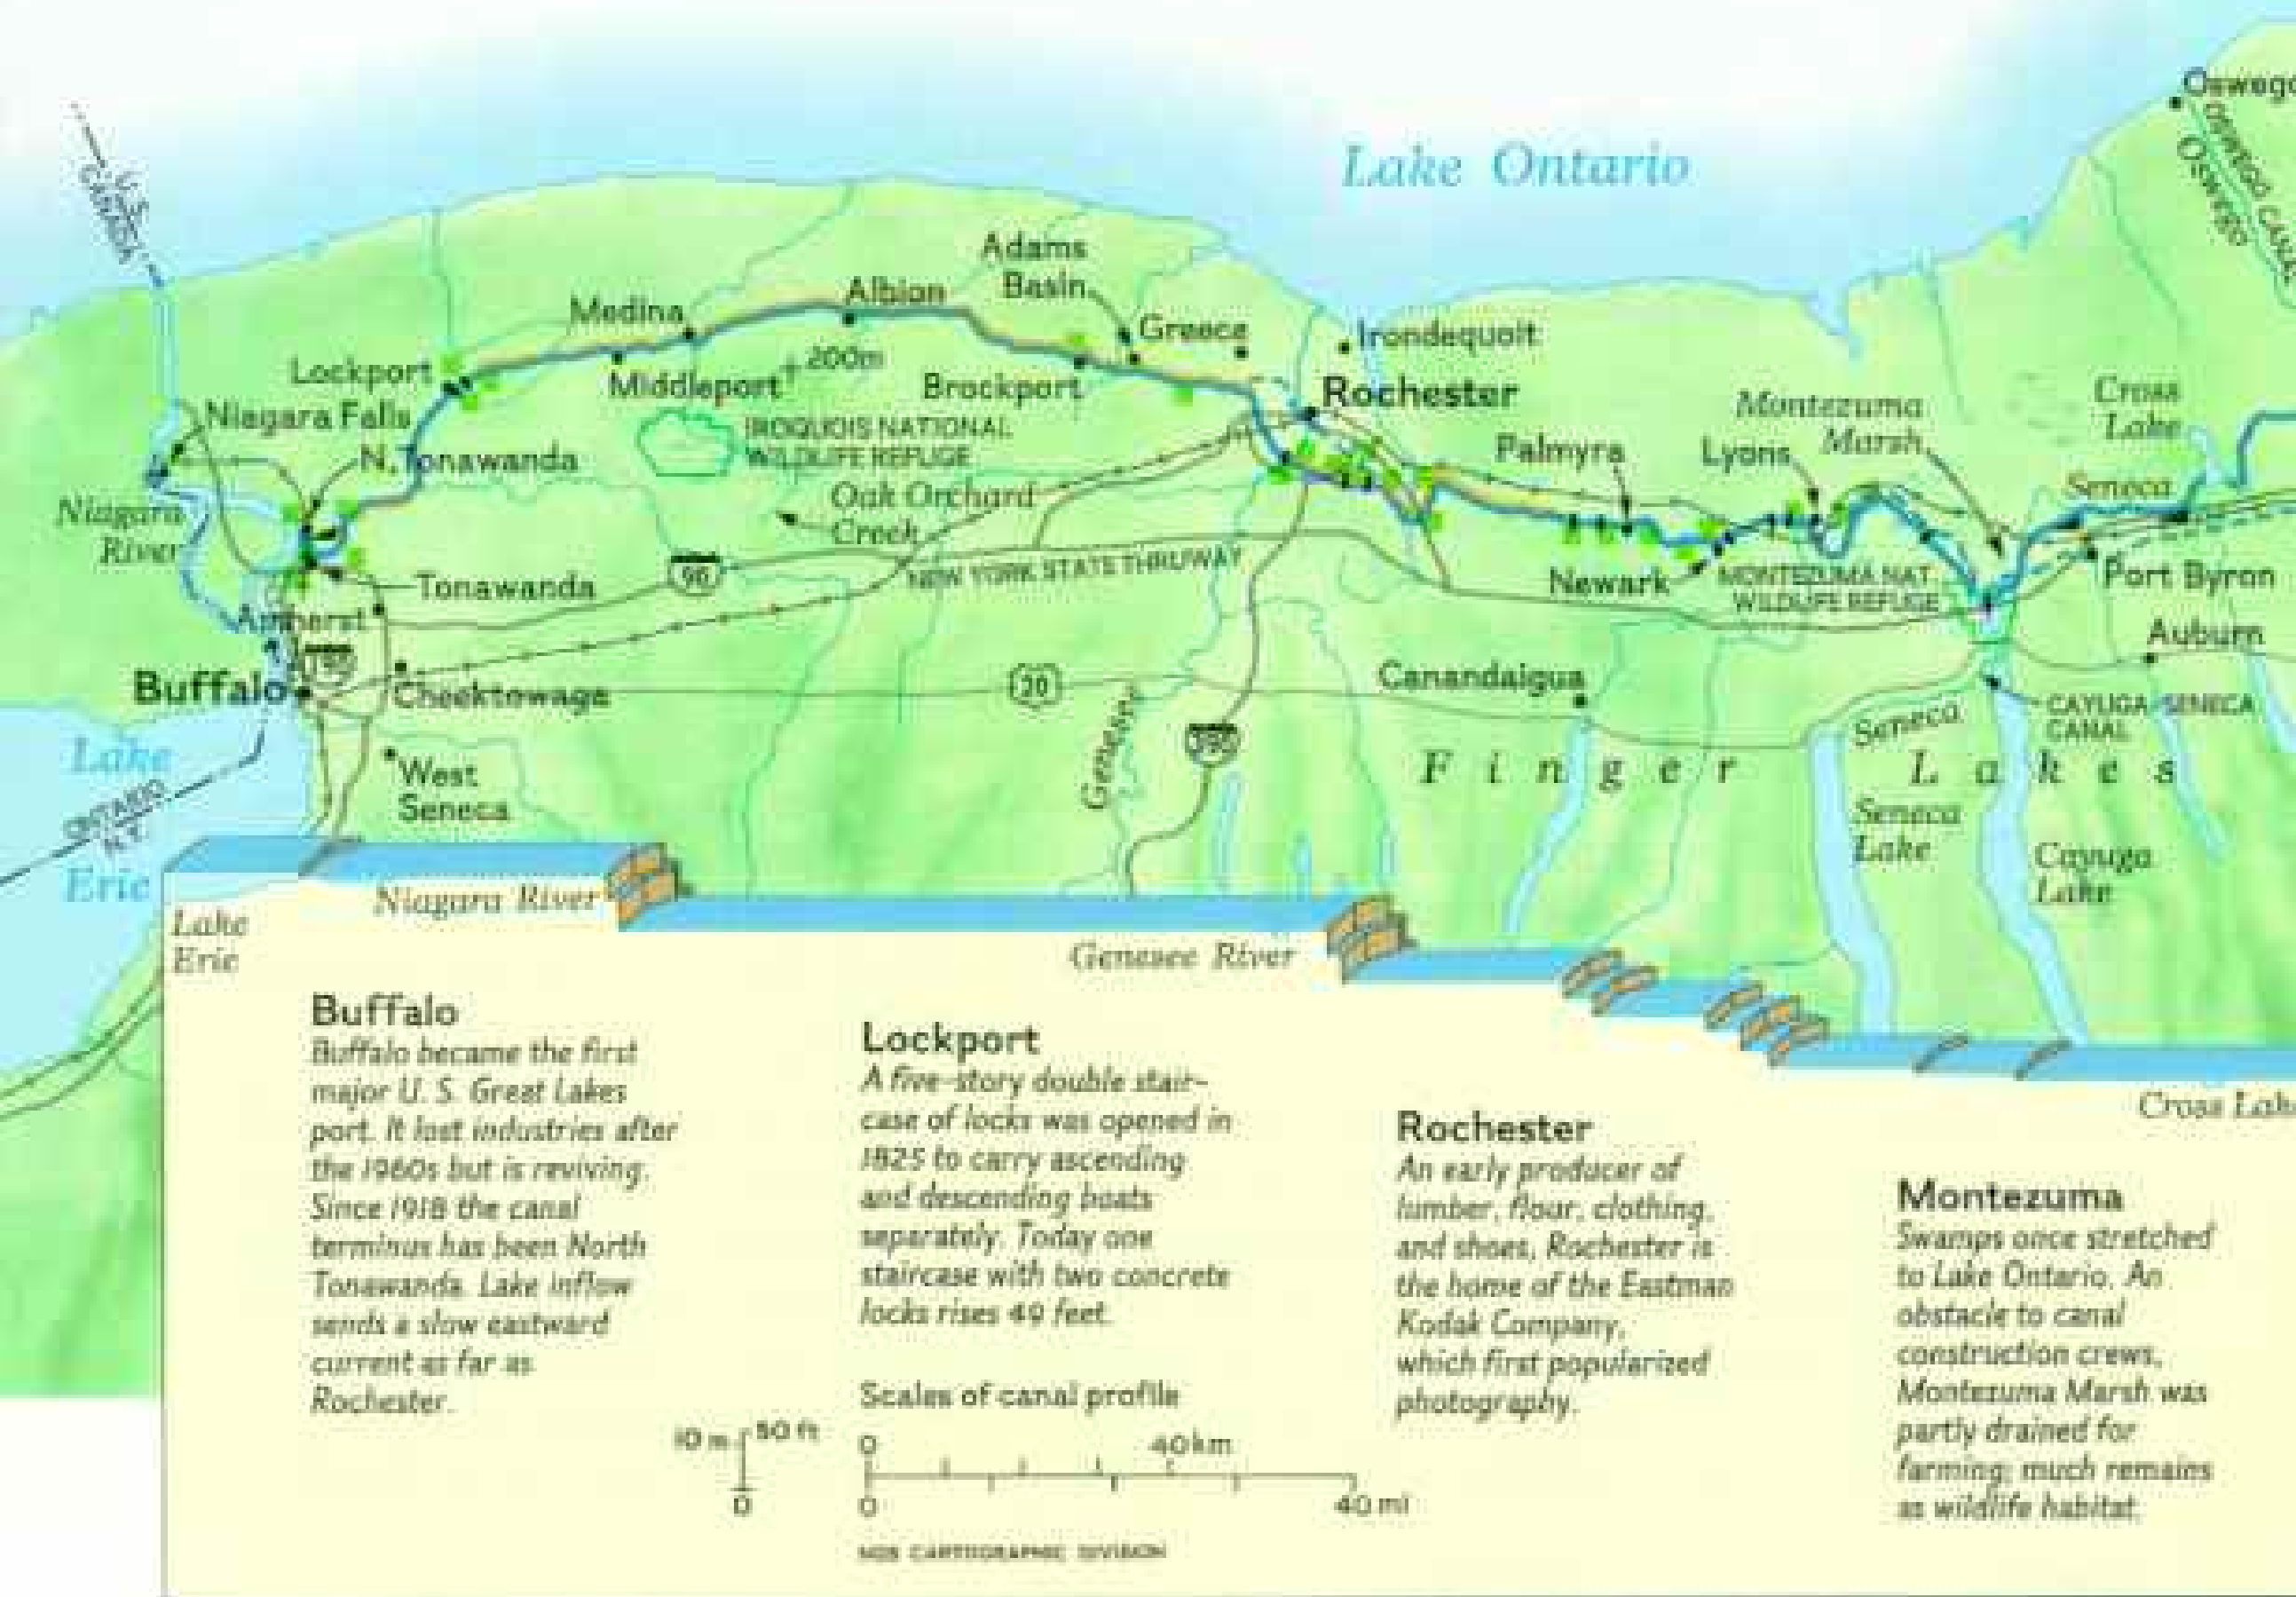 Oswego
OSWEGO CANAL
Oswego
U.S.
CANADA
Lake Ontario
Adams
Basin
Albion
Medina
Greece
Irondequoit
Lockport
Middleport
200m
Brockport
Rochester
Cross
Lake
Niagara Falls
Montezuma
Marsh
IROQUOIS NATIONAL
WILDLIFE REFUGE
Palmyra
Lyons
N. Tonawanda
Seneca
Oak Orchard
Creek
Niagara
River
NEW YORK STATE THRUWAY
90
Tonawanda
Newark
MONTEZUMA NAT.
WILDLIFE REFUGE
Port Byron
Amherst
Auburn
190
Buffalo
Cheektowaga
20
Canandaigua
CAYUGA-SENECA
CANAL
Seneca
Genesee
390
Lake
Erie
West
Seneca
Finger Lakes
ONTARIO
N.Y.
Seneca
Lake
Cayuga
Lake
Niagara River
Lake
Erie
Genesee River
Cross Lake
Buffalo
Buffalo became the first
major U. S. Great Lakes
port. It lost industries after
the 1960s but is reviving.
Since 1918 the canal
terminus has been North
Tonawanda. Lake inflow
sends a slow eastward
current as far as
Rochester.
Lockport
A five-story double stair-
case of locks was opened in
1825 to carry ascending
and descending boats
separately. Today one
staircase with two concrete
locks rises 49 feet.
Rochester
An early producer of
lumber, flour, clothing,
and shoes, Rochester is
the home of the Eastman
Kodak Company,
which first popularized
photography.
Montezuma
Swamps once stretched
to Lake Ontario. An
obstacle to canal
construction crews,
Montezuma Marsh was
partly drained for
farming; much remains
as wildlife habitat.
Scales of canal profile
10 m 50 ft
0
0 40 km
0 40 mi
NGS CARTOGRAPHIC DIVISION